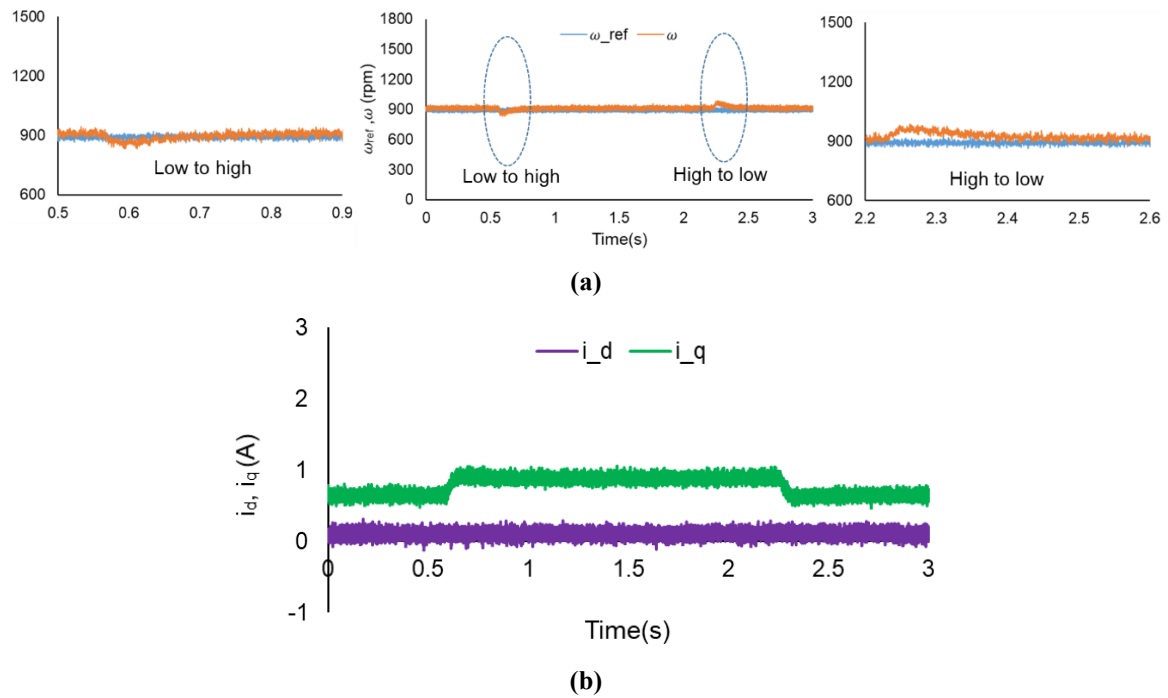 1500
1200
900
600
0.5 0.6 0.7 0.8 0.9
Low to high
1800
1500
1200
900
600
300
0
ω_ref ω
ωref ,ω (rpm)
Low to high
High to low
0 0.5 1 1.5 2 2.5 3
Time(s)
1500
1200
900
600
2.2 2.3 2.4 2.5 2.6
High to low
(a)
3
2
1
0
-1
i_d i_q
id, iq (A)
0 0.5 1 1.5 2 2.5 3
Time(s)
(b)